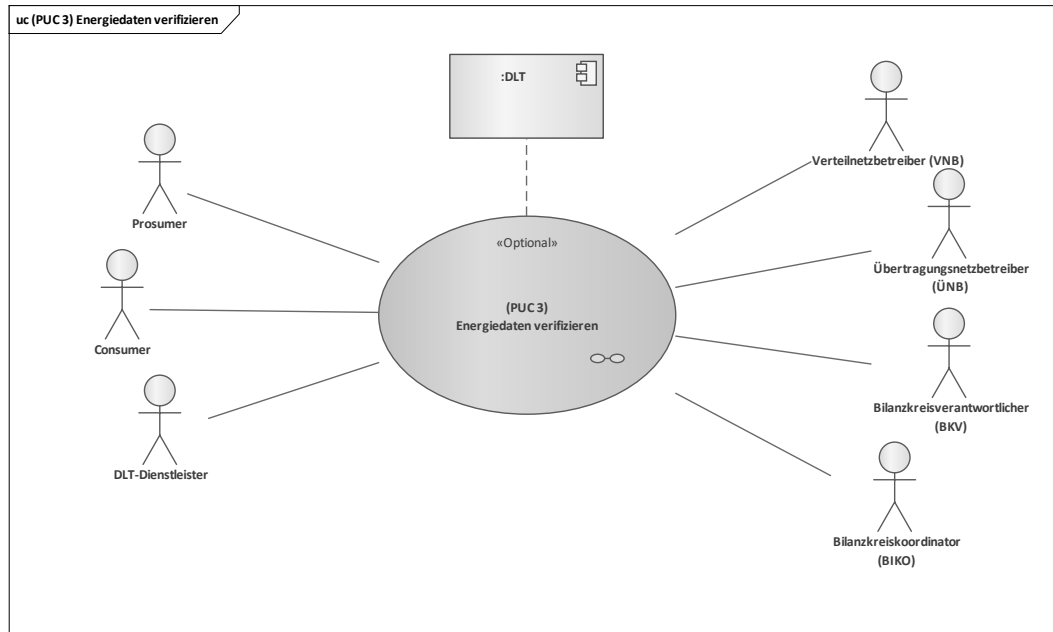 uc (PUC 3) Energiedaten verifizieren
:DLT
Prosumer
Consumer
DLT-Dienstleister
«Optional»
(PUC 3)
Energiedaten verifizieren
Verteilnetzbetreiber (VNB)
Übertragungsnetzbetreiber
(ÜNB)
Bilanzkreisverantwortlicher
(BKV)
Bilanzkreiskoordinator
(BIKO)